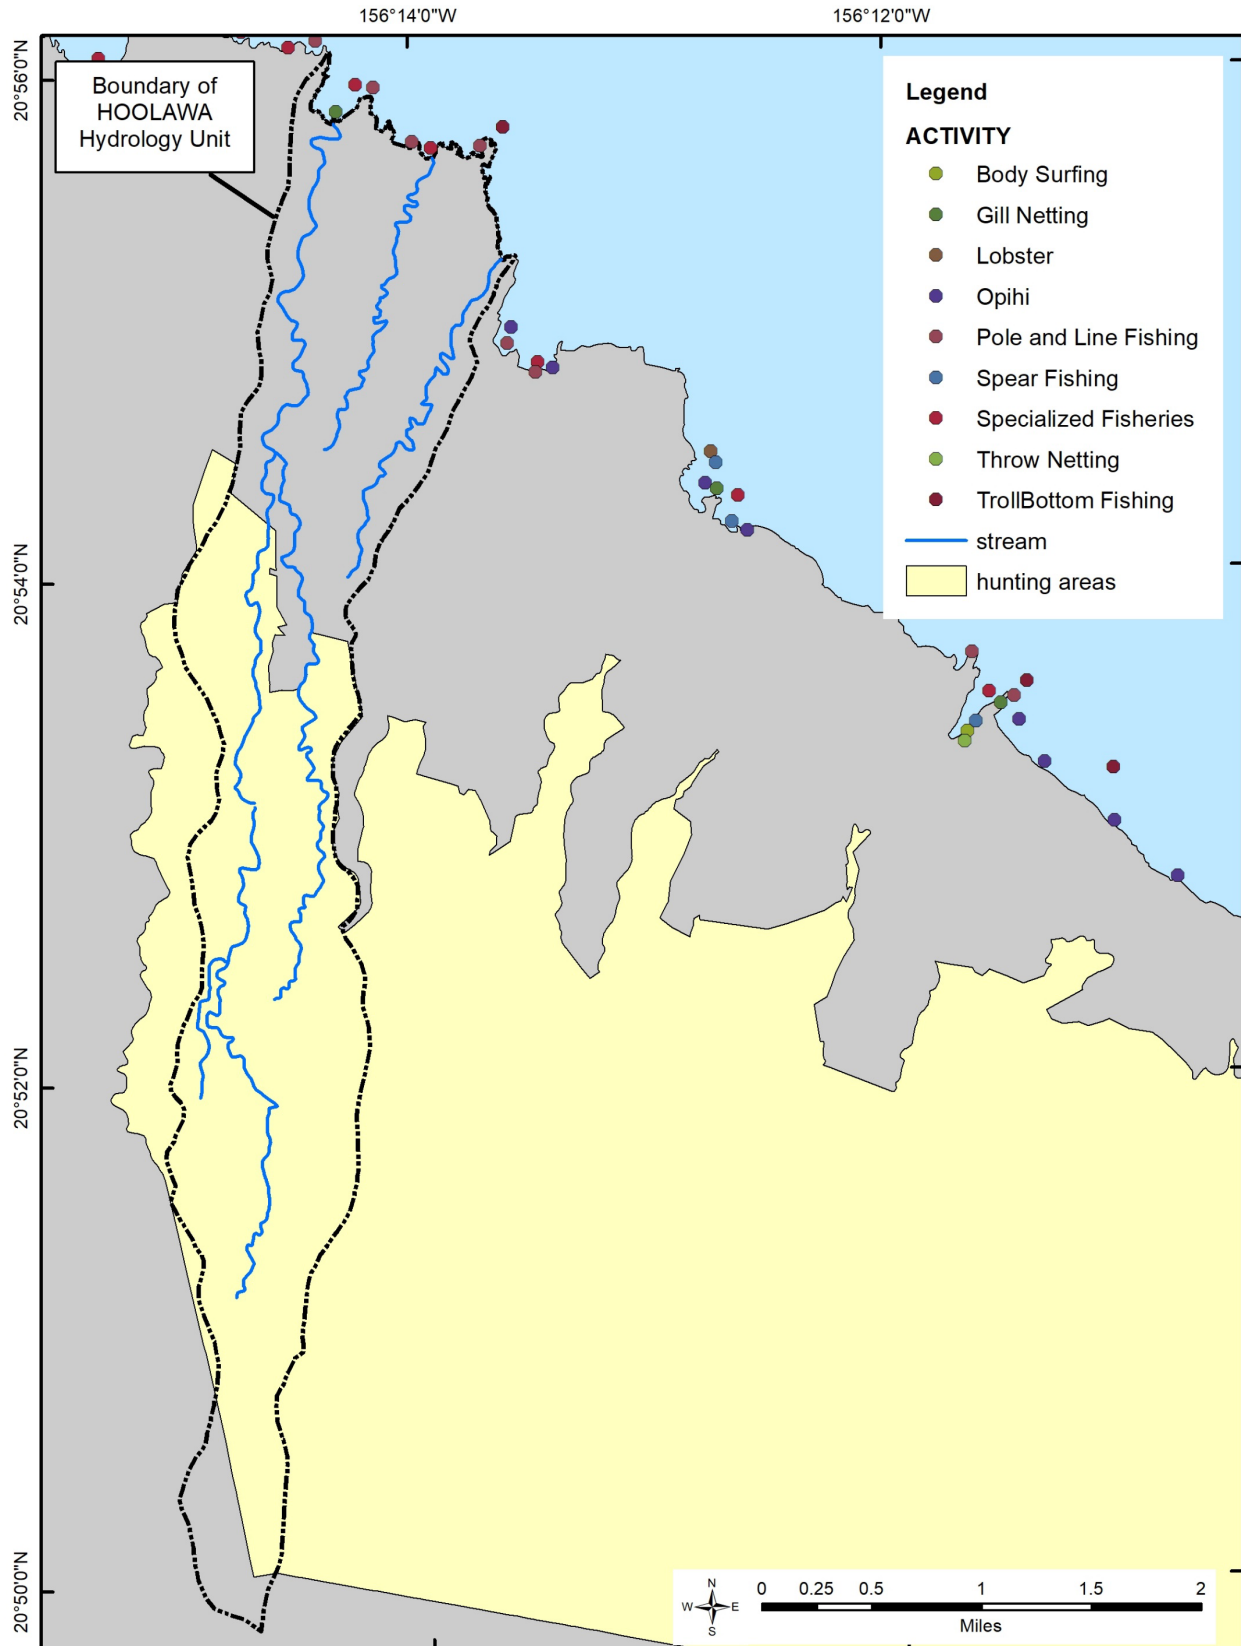 156°14'0"W
156°12'0"W
20°56'0"N
20°54'0"N
20°52'0"N
20°50'0"N
Boundary of
HOOLAWA
Hydrology Unit
Legend
ACTIVITY
Body Surfing
Gill Netting
Lobster
Opihi
Pole and Line Fishing
Spear Fishing
Specialized Fisheries
Throw Netting
TrollBottom Fishing
stream
hunting areas
N
W
E
S
0 0.25 0.5 1 1.5 2
Miles